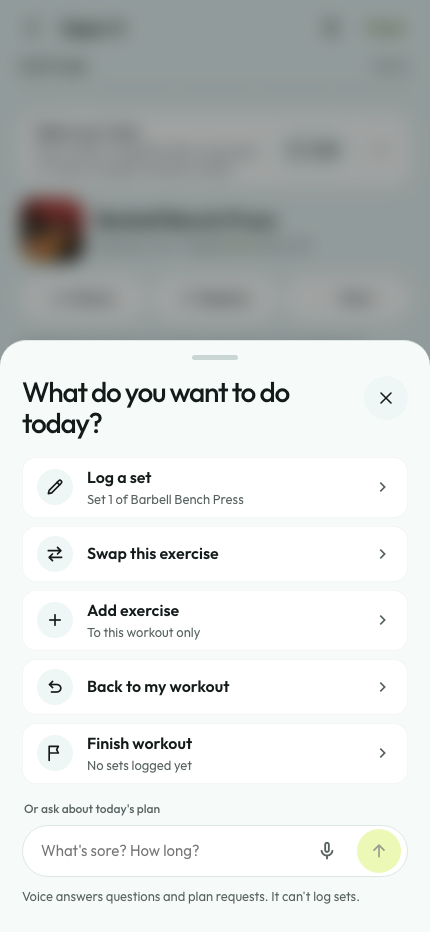 What do you want to do
today?
Log a set
Set 1 of Barbell Bench Press
Swap this exercise
Add exercise
To this workout only
Back to my workout
Finish workout
No sets logged yet
Or ask about today's plan
What's sore? How long?
Voice answers questions and plan requests. It can't log sets.